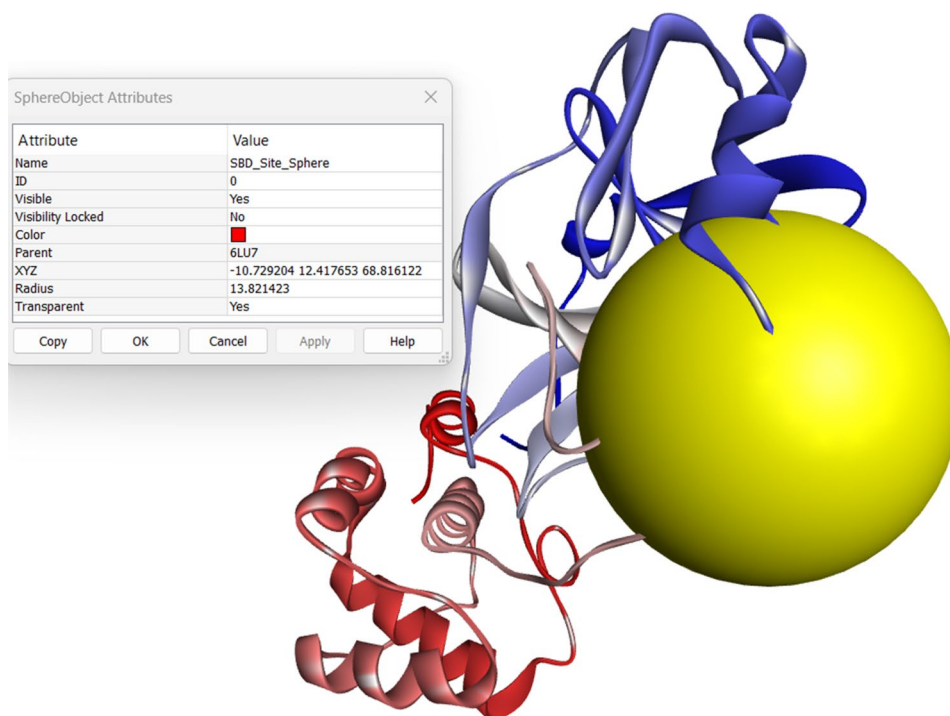 SphereObject Attributes
Attribute Value
Name SBD_Site_Sphere
ID 0
Visible Yes
Visibility Locked No
Color
Parent 6LU7
XYZ -10.729204 12.417653 68.816122
Radius 13.821423
Transparent Yes
Copy OK Cancel Apply Help